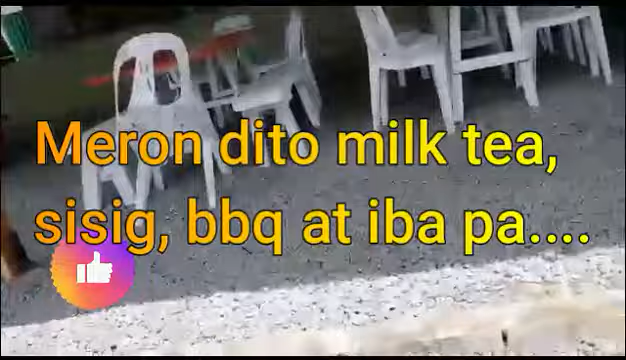 Meron dito milk tea,
sisig, bbq at iba pa....